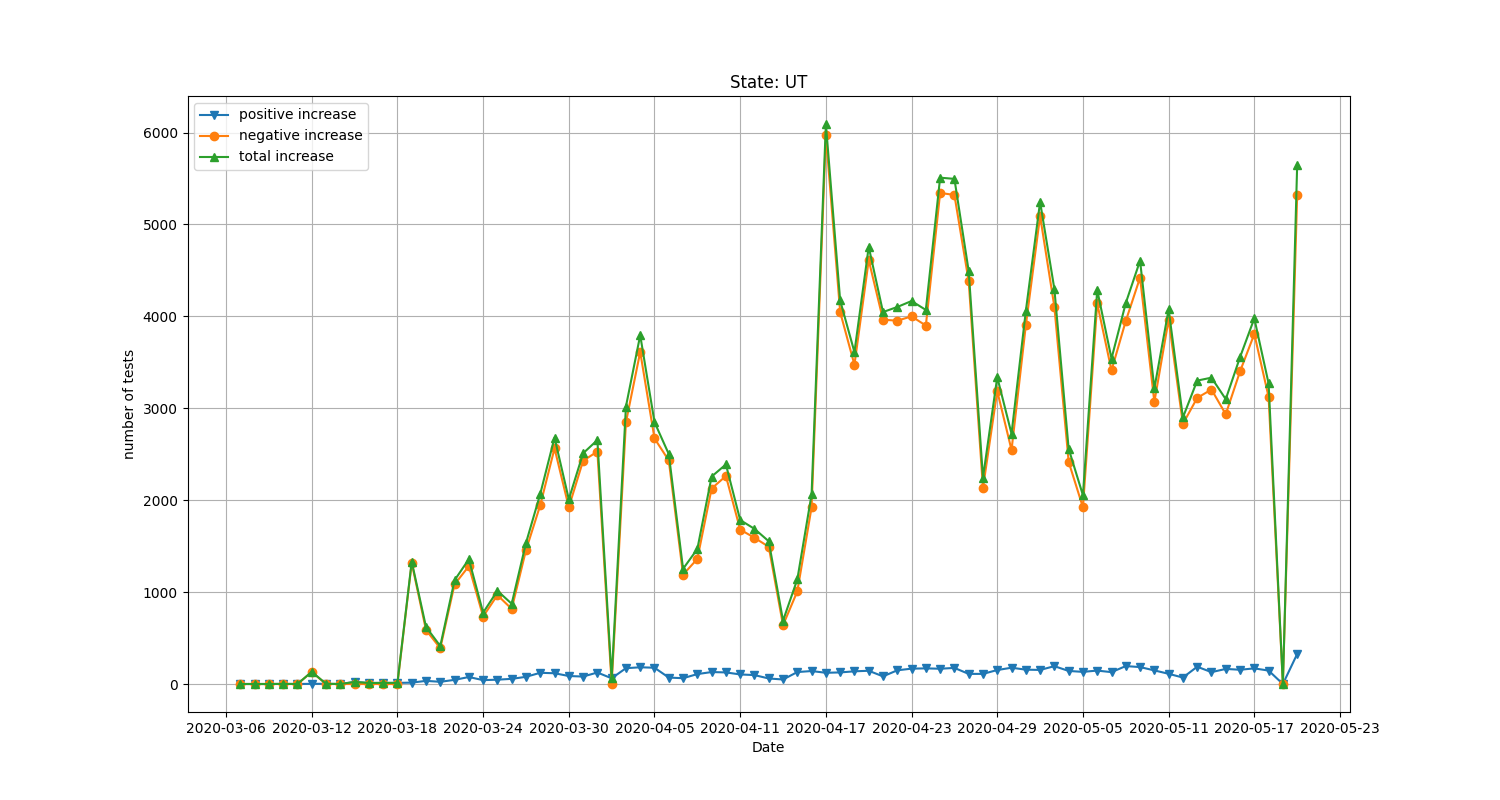 State: UT
positive increase
negative increase
total increase
6000
5000
4000
3000
2000
1000
0
number of tests
2020-03-06 2020-03-12 2020-03-18 2020-03-24 2020-03-30 2020-04-05 2020-04-11 2020-04-17 2020-04-23 2020-04-29 2020-05-05 2020-05-11 2020-05-17 2020-05-23
Date